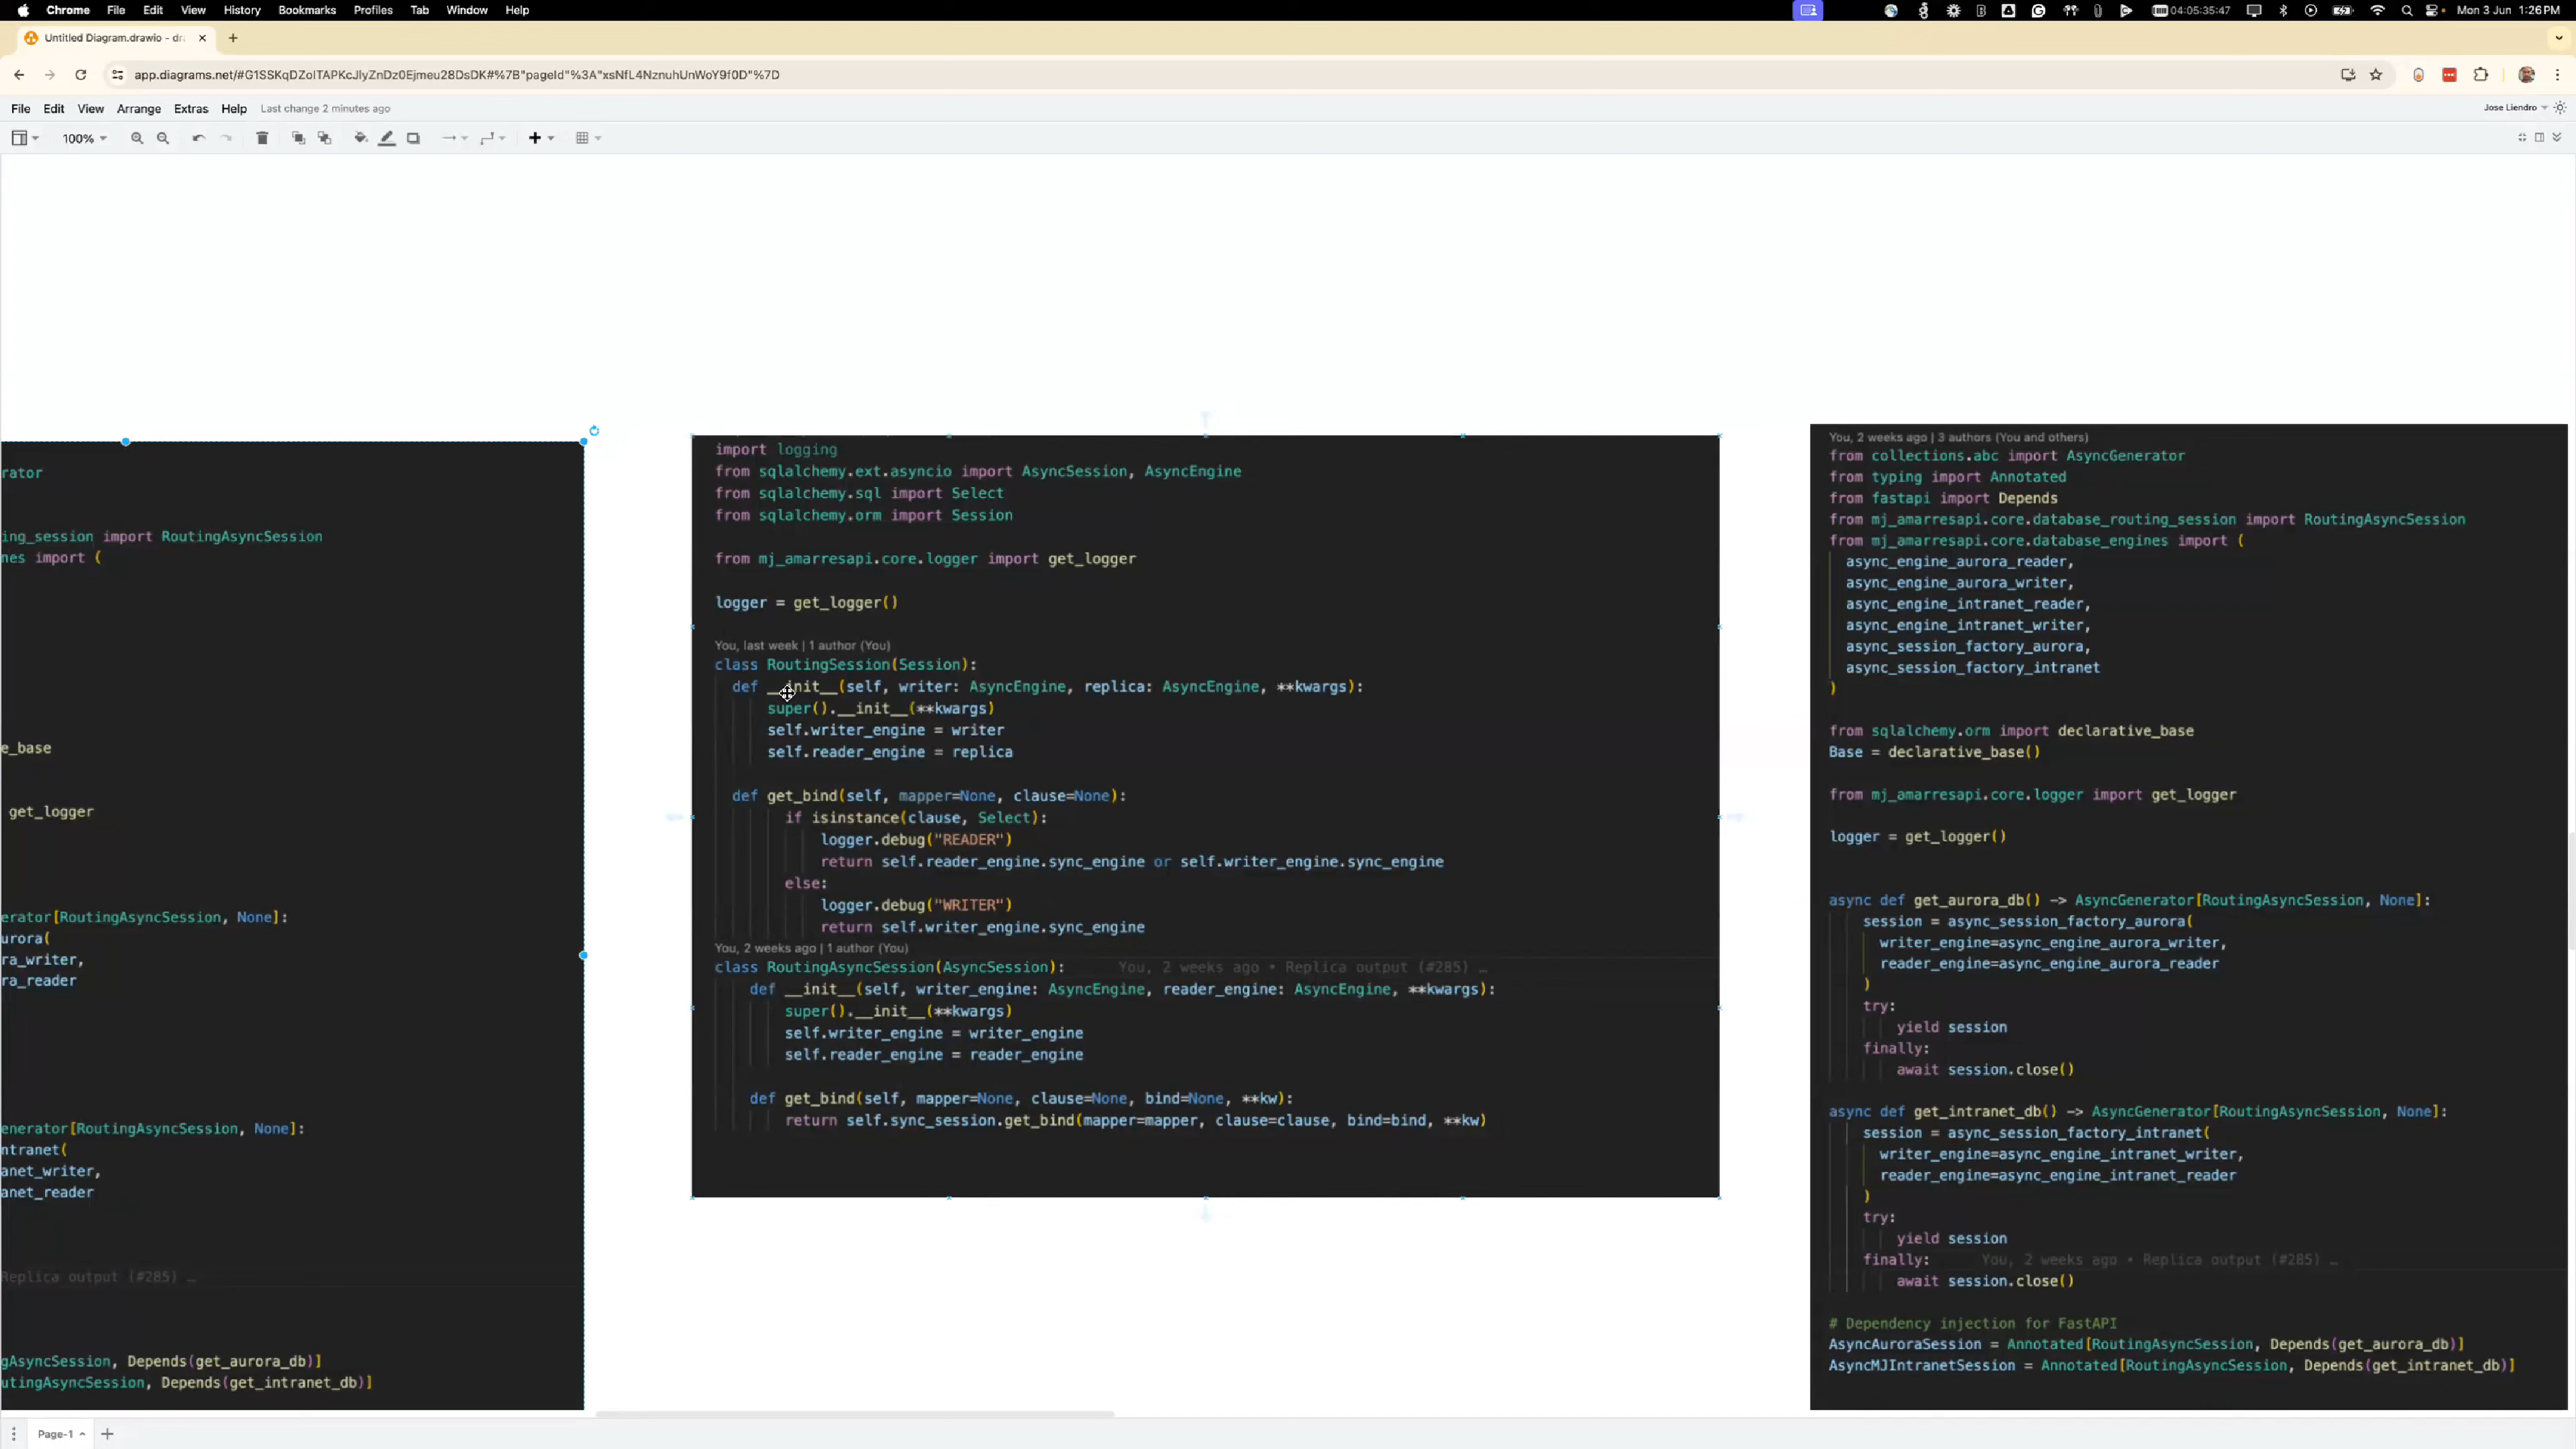 Chrome File Edit View History Bookmarks Profiles Tab Window Help
04:05:35:47
Mon 3 Jun 1:26 PM
Untitled Diagram.drawio - dr
app.diagrams.net/#G1SSKqDZoITAPKcJlyZnDz0Ejmeu28DsDK#%7B"pageId"%3A"xsNfL4NznuhUnWoY9f0D"%7D
File Edit View Arrange Extras Help Last change 2 minutes ago
Jose Liendro
100%
rator
ing_session import RoutingAsyncSession
nes import (
e_base
get_logger
erator[RoutingAsyncSession, None]:
urora(
ra_writer,
ra_reader
enerator[RoutingAsyncSession, None]:
ntranet(
anet_writer,
anet_reader
Replica output (#285) …
gAsyncSession, Depends(get_aurora_db)]
utingAsyncSession, Depends(get_intranet_db)]
import logging
from sqlalchemy.ext.asyncio import AsyncSession, AsyncEngine
from sqlalchemy.sql import Select
from sqlalchemy.orm import Session
from mj_amarresapi.core.logger import get_logger
logger = get_logger()
You, last week | 1 author (You)
class RoutingSession(Session):
def __init__(self, writer: AsyncEngine, replica: AsyncEngine, **kwargs):
super().__init__(**kwargs)
self.writer_engine = writer
self.reader_engine = replica
def get_bind(self, mapper=None, clause=None):
if isinstance(clause, Select):
logger.debug("READER")
return self.reader_engine.sync_engine or self.writer_engine.sync_engine
else:
logger.debug("WRITER")
return self.writer_engine.sync_engine
You, 2 weeks ago | 1 author (You)
class RoutingAsyncSession(AsyncSession): You, 2 weeks ago • Replica output (#285) …
def __init__(self, writer_engine: AsyncEngine, reader_engine: AsyncEngine, **kwargs):
super().__init__(**kwargs)
self.writer_engine = writer_engine
self.reader_engine = reader_engine
def get_bind(self, mapper=None, clause=None, bind=None, **kw):
return self.sync_session.get_bind(mapper=mapper, clause=clause, bind=bind, **kw)
You, 2 weeks ago | 3 authors (You and others)
from collections.abc import AsyncGenerator
from typing import Annotated
from fastapi import Depends
from mj_amarresapi.core.database_routing_session import RoutingAsyncSession
from mj_amarresapi.core.database_engines import (
async_engine_aurora_reader,
async_engine_aurora_writer,
async_engine_intranet_reader,
async_engine_intranet_writer,
async_session_factory_aurora,
async_session_factory_intranet
)
from sqlalchemy.orm import declarative_base
Base = declarative_base()
from mj_amarresapi.core.logger import get_logger
logger = get_logger()
async def get_aurora_db() -> AsyncGenerator[RoutingAsyncSession, None]:
session = async_session_factory_aurora(
writer_engine=async_engine_aurora_writer,
reader_engine=async_engine_aurora_reader
)
try:
yield session
finally:
await session.close()
async def get_intranet_db() -> AsyncGenerator[RoutingAsyncSession, None]:
session = async_session_factory_intranet(
writer_engine=async_engine_intranet_writer,
reader_engine=async_engine_intranet_reader
)
try:
yield session
finally: You, 2 weeks ago • Replica output (#285) …
await session.close()
# Dependency injection for FastAPI
AsyncAuroraSession = Annotated[RoutingAsyncSession, Depends(get_aurora_db)]
AsyncMJIntranetSession = Annotated[RoutingAsyncSession, Depends(get_intranet_db)]
Page-1